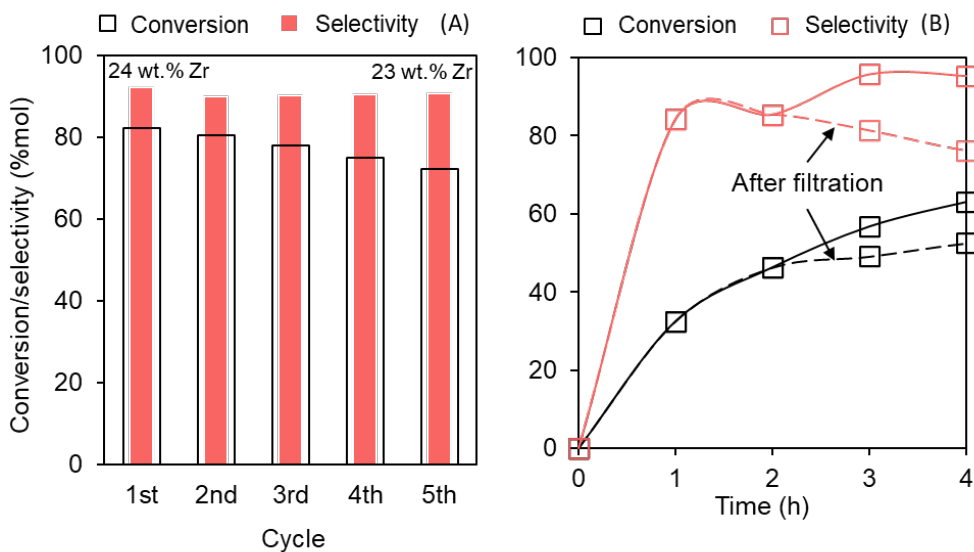 Conversion Selectivity (A)
24 wt.% Zr 23 wt.% Zr
Conversion/selectivity (%mol)
100
80
60
40
20
0
1st 2nd 3rd 4th 5th
Cycle
Conversion Selectivity (B)
100
80
60
40
20
0
After filtration
0 1 2 3 4
Time (h)